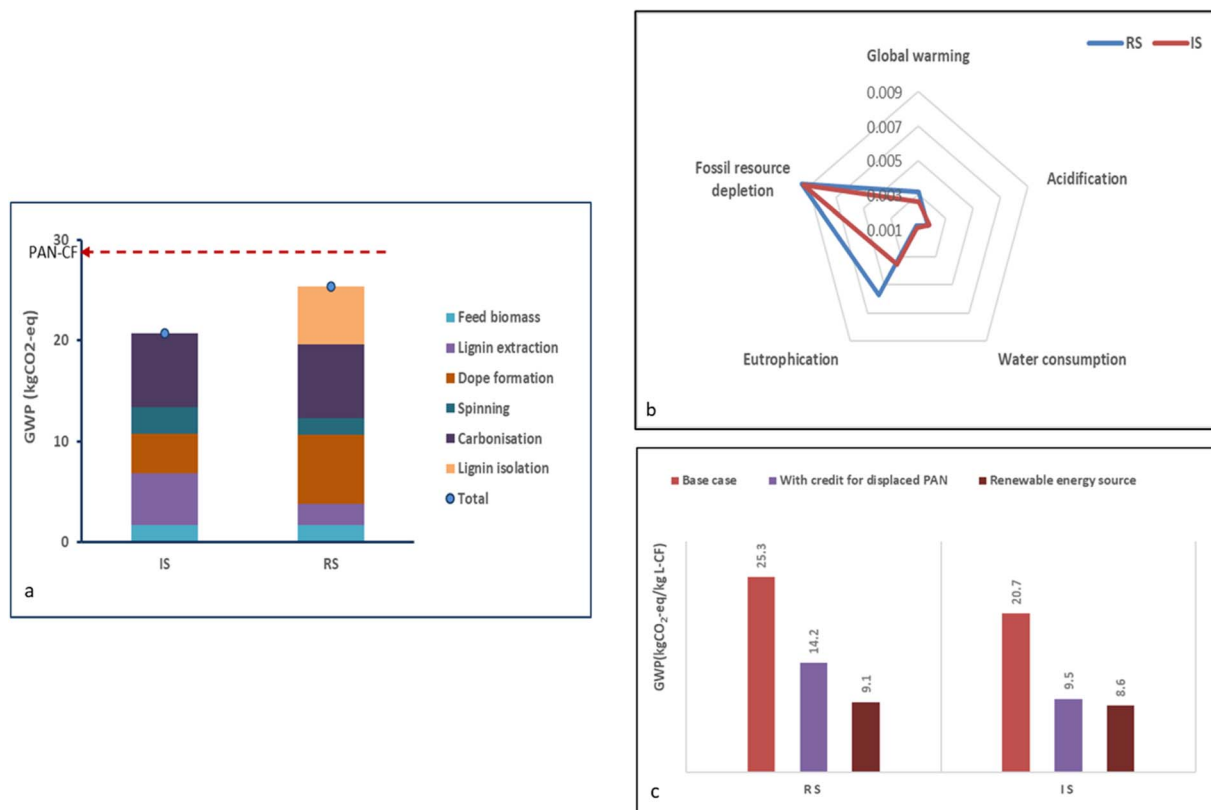 30
PAN-CF
20
10
0
GWP (kgCO2-eq)
IS
RS
Feed biomass
Lignin extraction
Dope formation
Spinning
Carbonisation
Lignin isolation
Total
a
RS
IS
Global warming
0.009
0.007
0.005
0.003
0.001
Fossil resource
depletion
Acidification
Eutrophication
Water consumption
b
Base case
With credit for displaced PAN
Renewable energy source
GWP(kgCO₂-eq/kg L-CF)
25.3
14.2
9.1
20.7
9.5
8.6
RS
IS
c